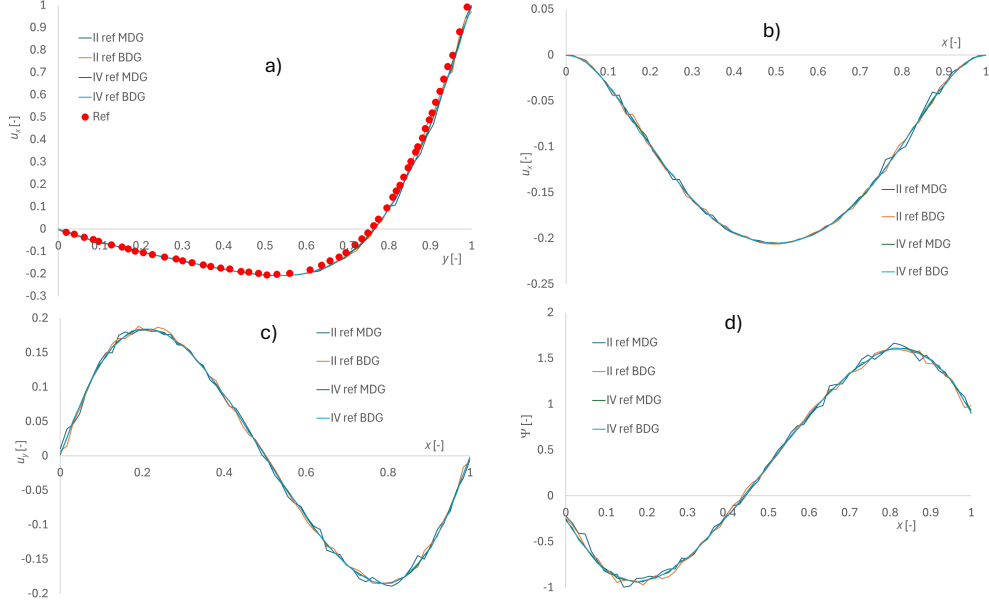 a)
II ref MDG
II ref BDG
IV ref MDG
IV ref BDG
Ref
uₓ [-]
1
0.9
0.8
0.7
0.6
0.5
0.4
0.3
0.2
0.1
0
-0.1
-0.2
-0.3
0 0.1 0.2 0.3 0.4 0.5 0.6 0.7 0.8 0.9 1
y [-]
b)
x [-]
0.05
0
-0.05
-0.1
-0.15
-0.2
-0.25
0 0.1 0.2 0.3 0.4 0.5 0.6 0.7 0.8 0.9 1
uₓ [-]
II ref MDG
II ref BDG
IV ref MDG
IV ref BDG
c)
II ref MDG
II ref BDG
IV ref MDG
IV ref BDG
0.2
0.15
0.1
0.05
0
-0.05
-0.1
-0.15
-0.2
0 0.2 0.4 0.6 0.8 1
x [-]
u_y [-]
d)
II ref MDG
II ref BDG
IV ref MDG
IV ref BDG
2
1.5
1
0.5
0
-0.5
-1
0 0.1 0.2 0.3 0.4 0.5 0.6 0.7 0.8 0.9 1
x [-]
Ψ [-]